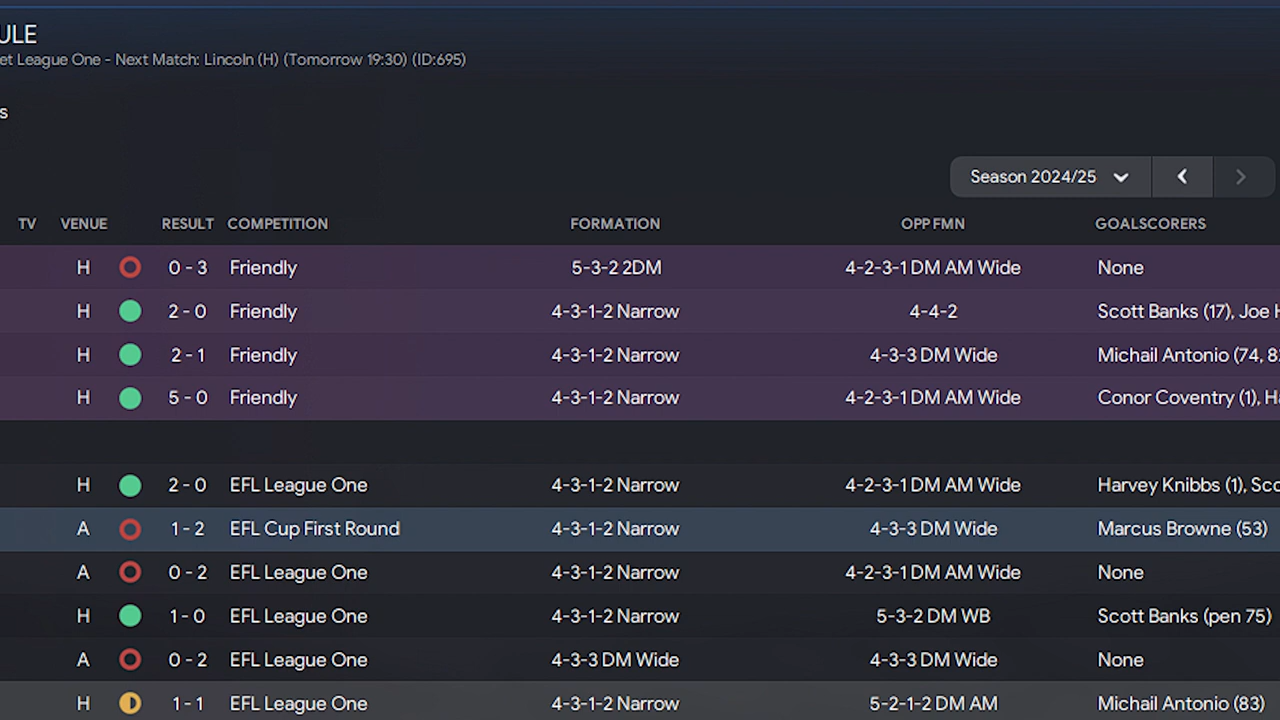 ULE
et League One - Next Match: Lincoln (H) (Tomorrow 19:30) (ID:695)
s
Season 2024/25
TV VENUE RESULT COMPETITION FORMATION OPP FMN GOALSCORERS
H 0 - 3 Friendly 5-3-2 2DM 4-2-3-1 DM AM Wide None
H 2 - 0 Friendly 4-3-1-2 Narrow 4-4-2 Scott Banks (17), Joe H
H 2 - 1 Friendly 4-3-1-2 Narrow 4-3-3 DM Wide Michail Antonio (74, 8
H 5 - 0 Friendly 4-3-1-2 Narrow 4-2-3-1 DM AM Wide Conor Coventry (1), Ha
H 2 - 0 EFL League One 4-3-1-2 Narrow 4-2-3-1 DM AM Wide Harvey Knibbs (1), Sco
A 1 - 2 EFL Cup First Round 4-3-1-2 Narrow 4-3-3 DM Wide Marcus Browne (53)
A 0 - 2 EFL League One 4-3-1-2 Narrow 4-2-3-1 DM AM Wide None
H 1 - 0 EFL League One 4-3-1-2 Narrow 5-3-2 DM WB Scott Banks (pen 75)
A 0 - 2 EFL League One 4-3-3 DM Wide 4-3-3 DM Wide None
H 1 - 1 EFL League One 4-3-1-2 Narrow 5-2-1-2 DM AM Michail Antonio (83)